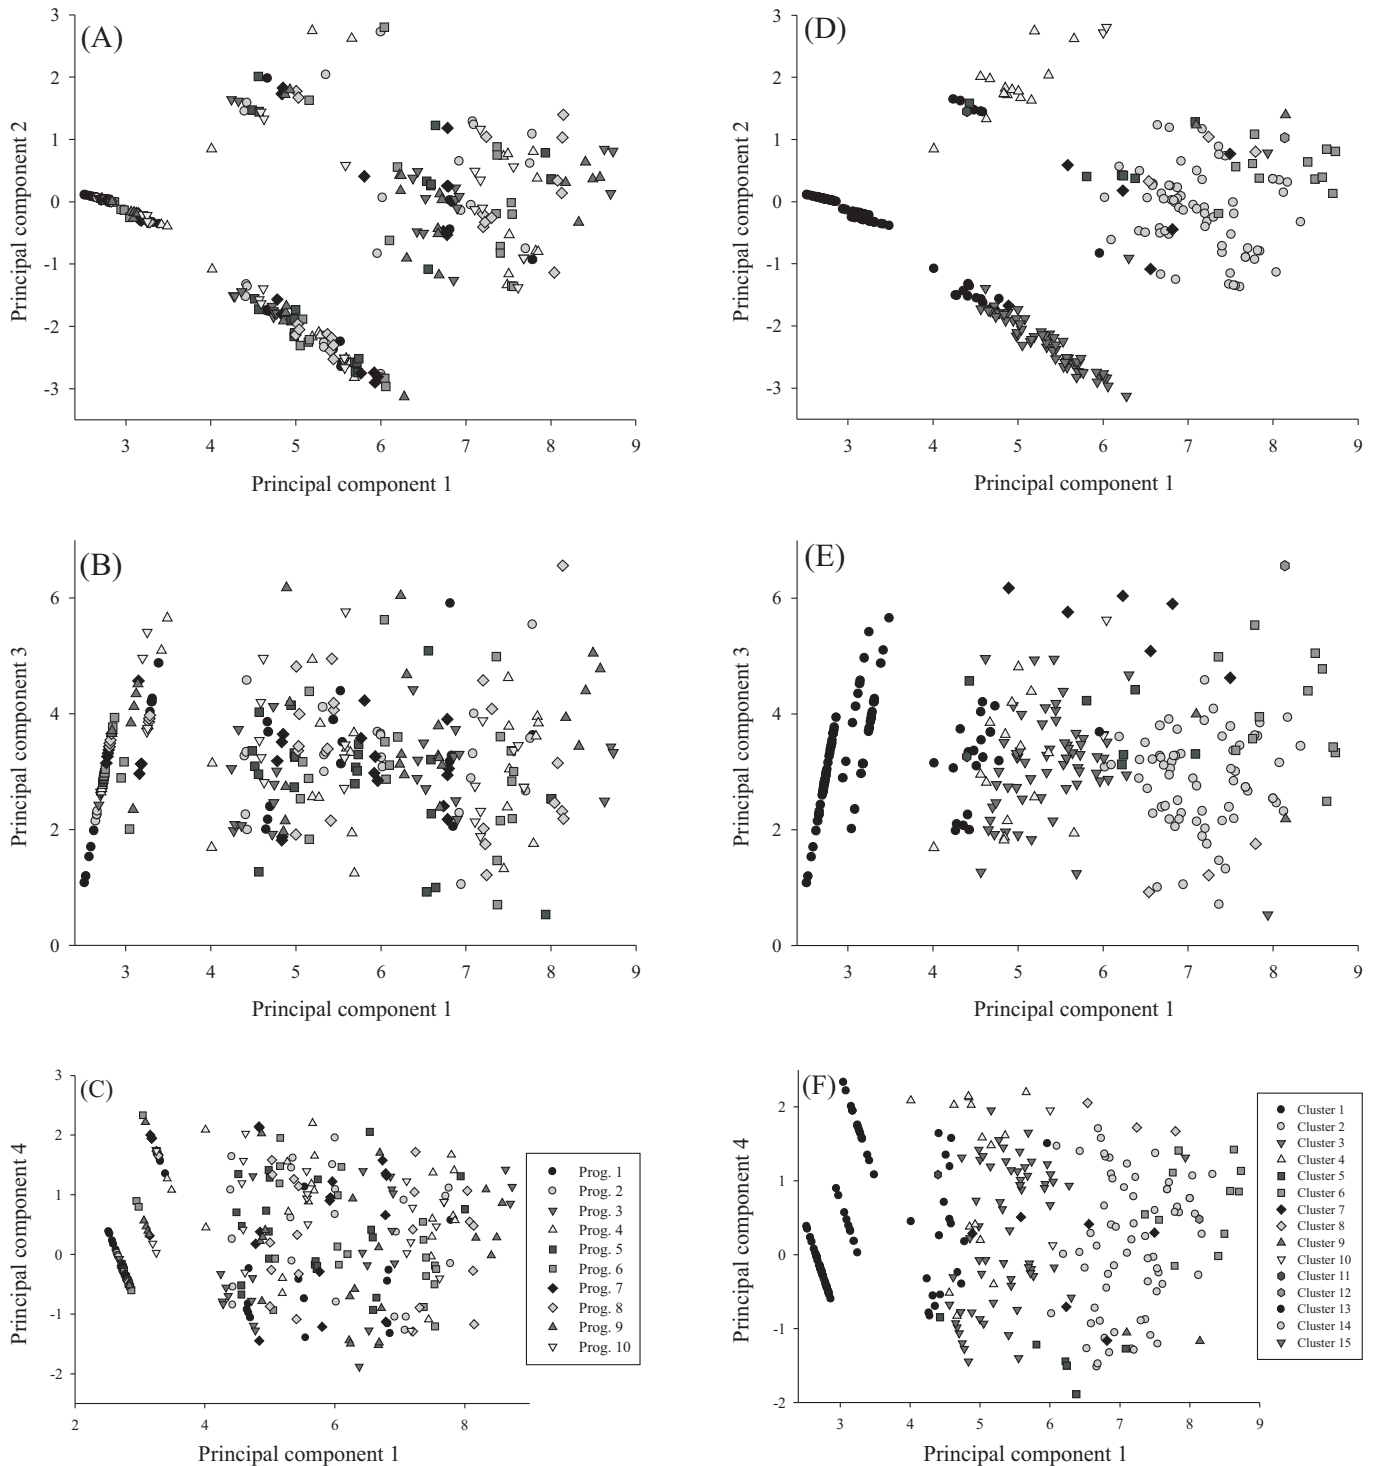 (A)
3
2
1
0
-1
-2
-3
Principal component 2
3
4
5
6
7
8
9
Principal component 1
(D)
3
2
1
0
-1
-2
-3
Principal component 2
3
4
5
6
7
8
9
Principal component 1
(B)
6
4
2
0
Principal component 3
3
4
5
6
7
8
9
Principal component 1
(E)
6
4
2
0
Principal component 3
3
4
5
6
7
8
9
Principal component 1
(C)
3
2
1
0
-1
-2
Principal component 4
2
4
6
8
Principal component 1
Prog. 1
Prog. 2
Prog. 3
Prog. 4
Prog. 5
Prog. 6
Prog. 7
Prog. 8
Prog. 9
Prog. 10
(F)
2
1
0
-1
-2
Principal component 4
3
4
5
6
7
8
9
Principal component 1
Cluster 1
Cluster 2
Cluster 3
Cluster 4
Cluster 5
Cluster 6
Cluster 7
Cluster 8
Cluster 9
Cluster 10
Cluster 11
Cluster 12
Cluster 13
Cluster 14
Cluster 15